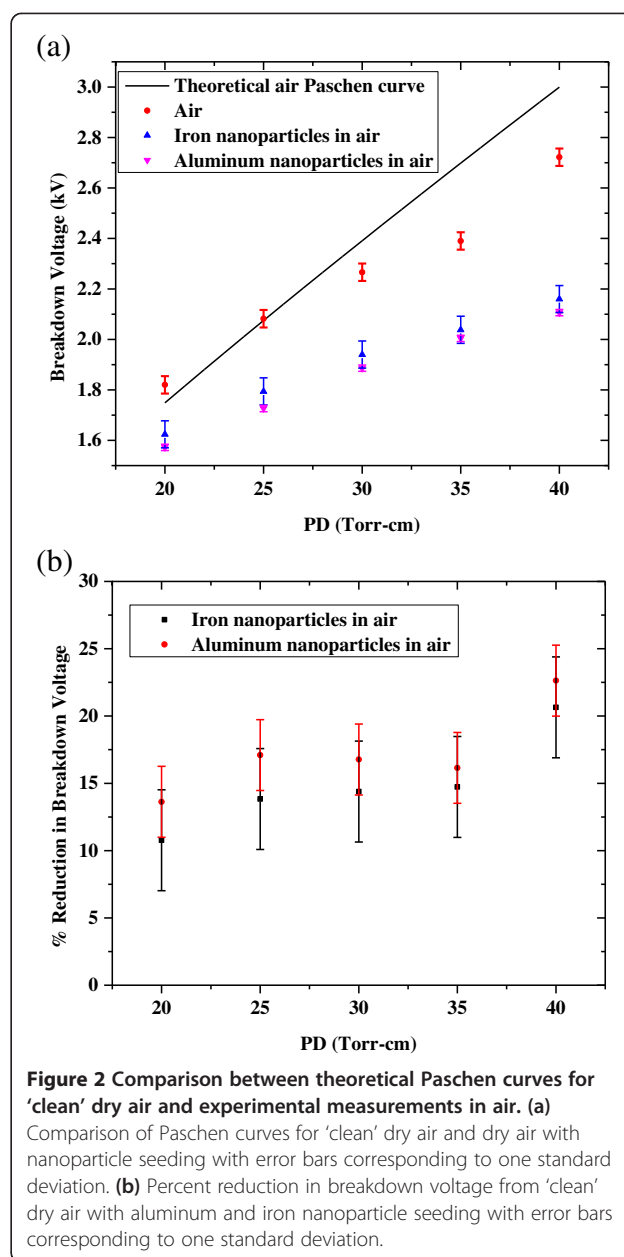 (a)
3.0
2.8
2.6
2.4
2.2
2.0
1.8
1.6
Breakdown Voltage (kV)
Theoretical air Paschen curve
Air
Iron nanoparticles in air
Aluminum nanoparticles in air
20 25 30 35 40
PD (Torr-cm)
(b)
30
25
20
15
10
5
0
% Reduction in Breakdown Voltage
Iron nanoparticles in air
Aluminum nanoparticles in air
20 25 30 35 40
PD (Torr-cm)
Figure 2 Comparison between theoretical Paschen curves for
‘clean’ dry air and experimental measurements in air. (a)
Comparison of Paschen curves for ‘clean’ dry air and dry air with
nanoparticle seeding with error bars corresponding to one standard
deviation. (b) Percent reduction in breakdown voltage from ‘clean’
dry air with aluminum and iron nanoparticle seeding with error bars
corresponding to one standard deviation.